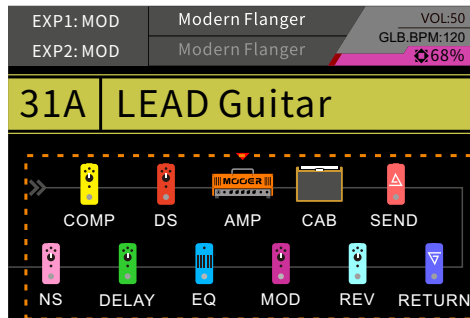 EXP1: MOD Modern Flanger VOL:50
GLB.BPM:120
EXP2: MOD Modern Flanger 68%
31A LEAD Guitar
MOOER
COMP DS AMP CAB SEND
NS DELAY EQ MOD REV RETURN